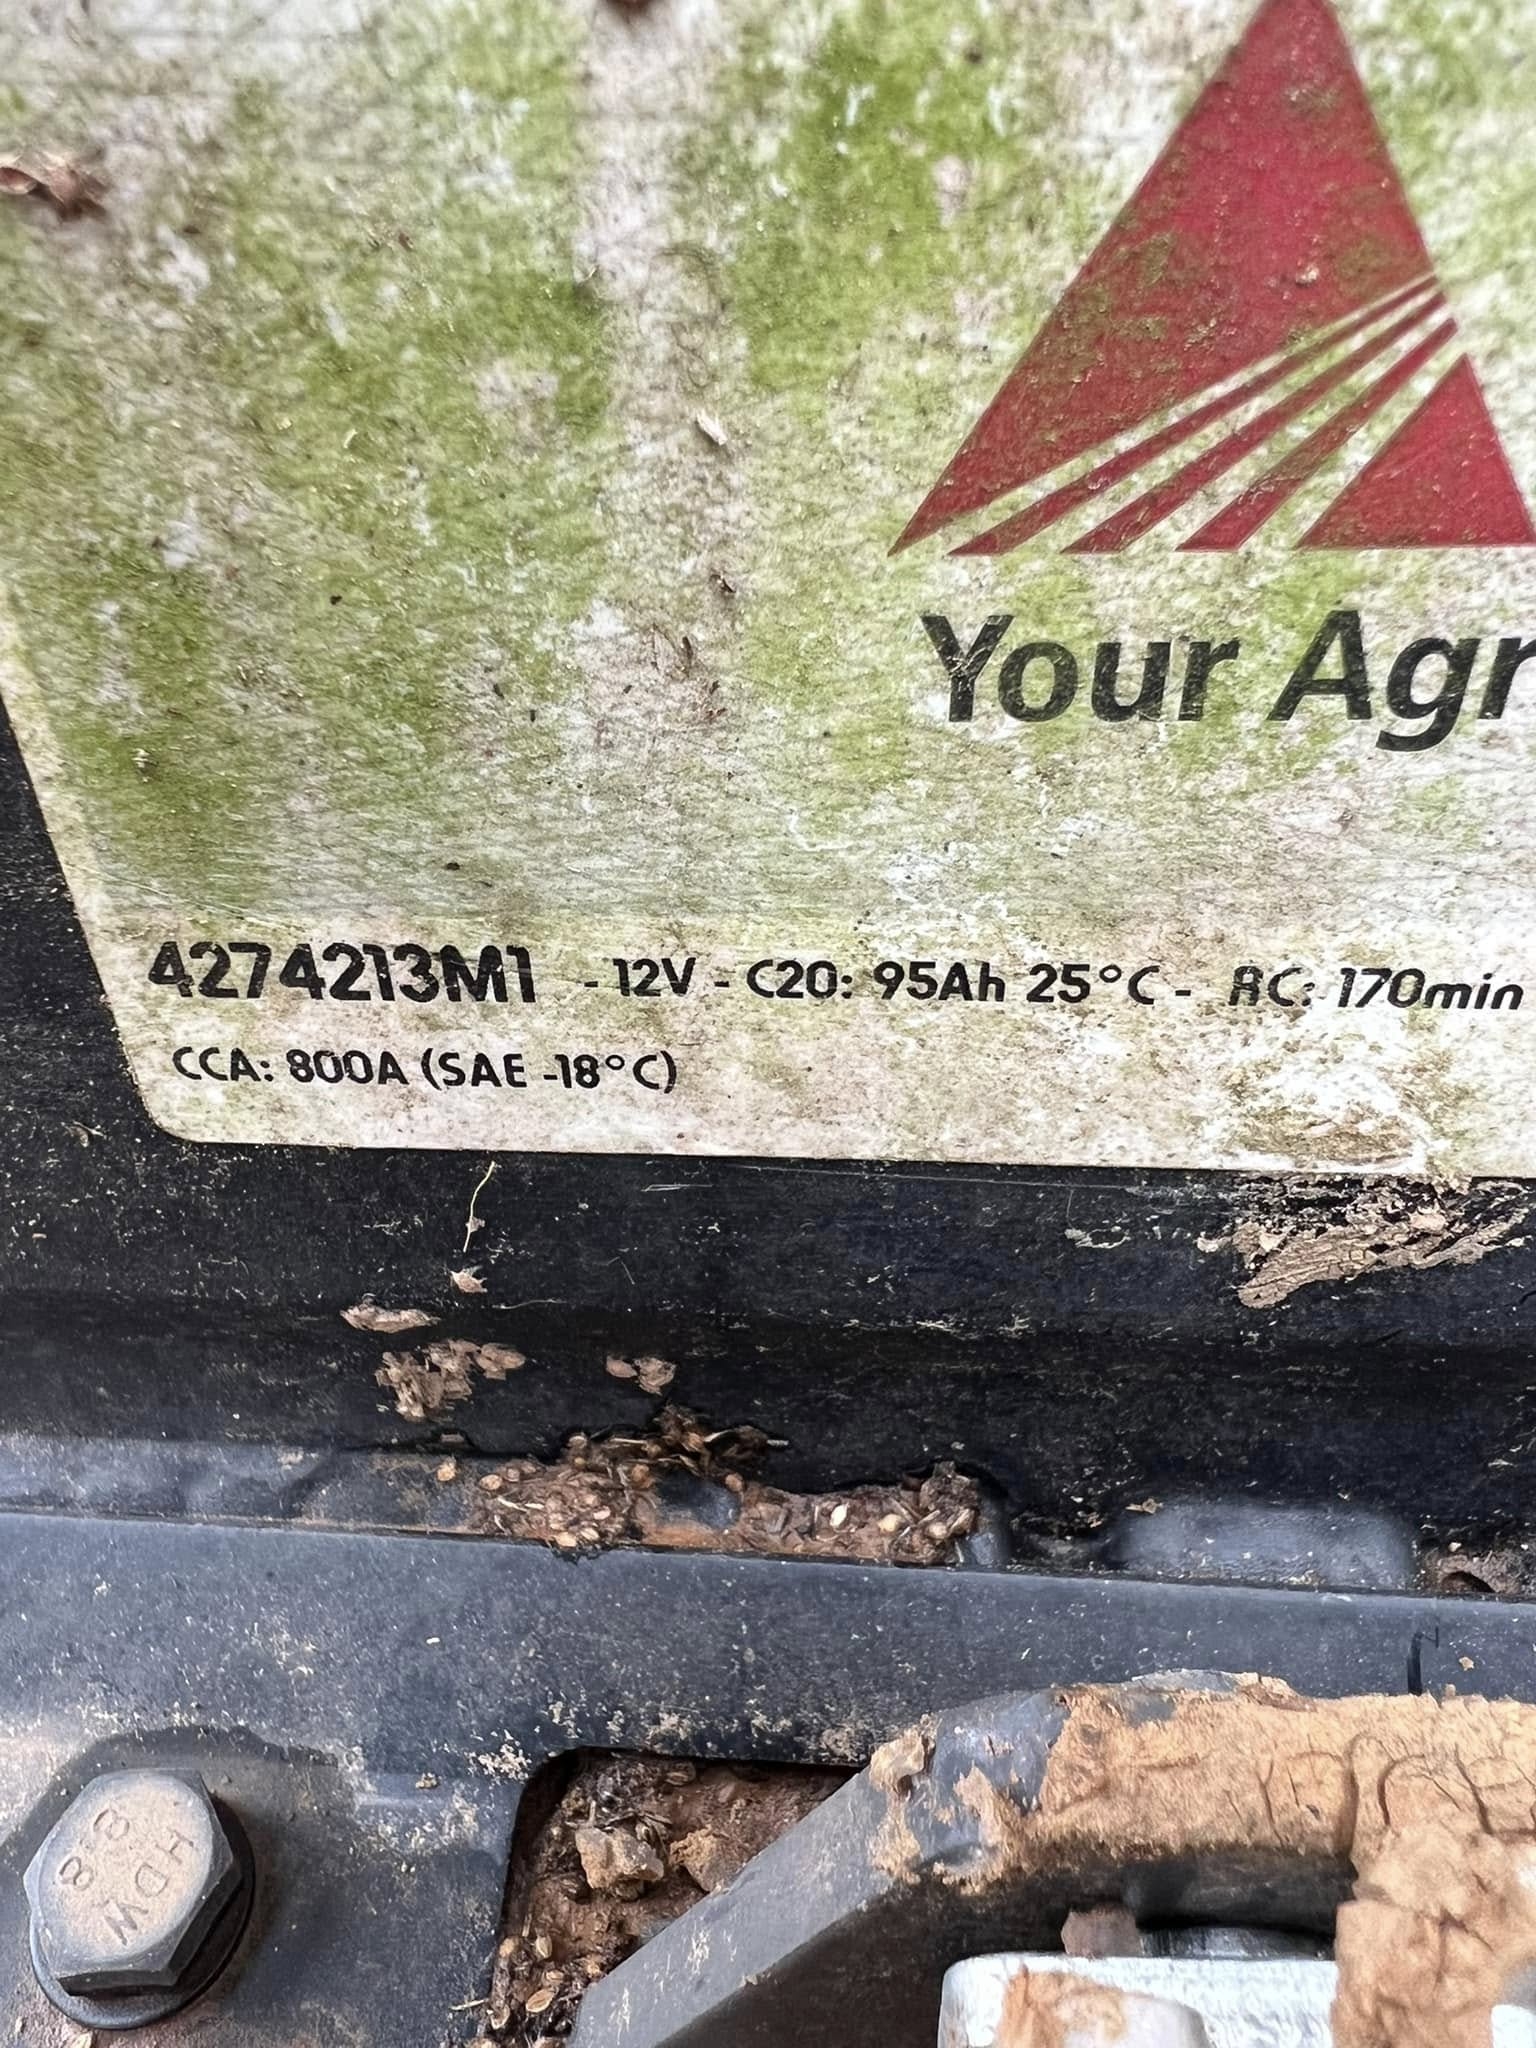 Your Agr
4274213M1 - 12V - C20: 95Ah 25°C - RC: 170min
CCA: 800A (SAE -18°C)
8.8
HDW